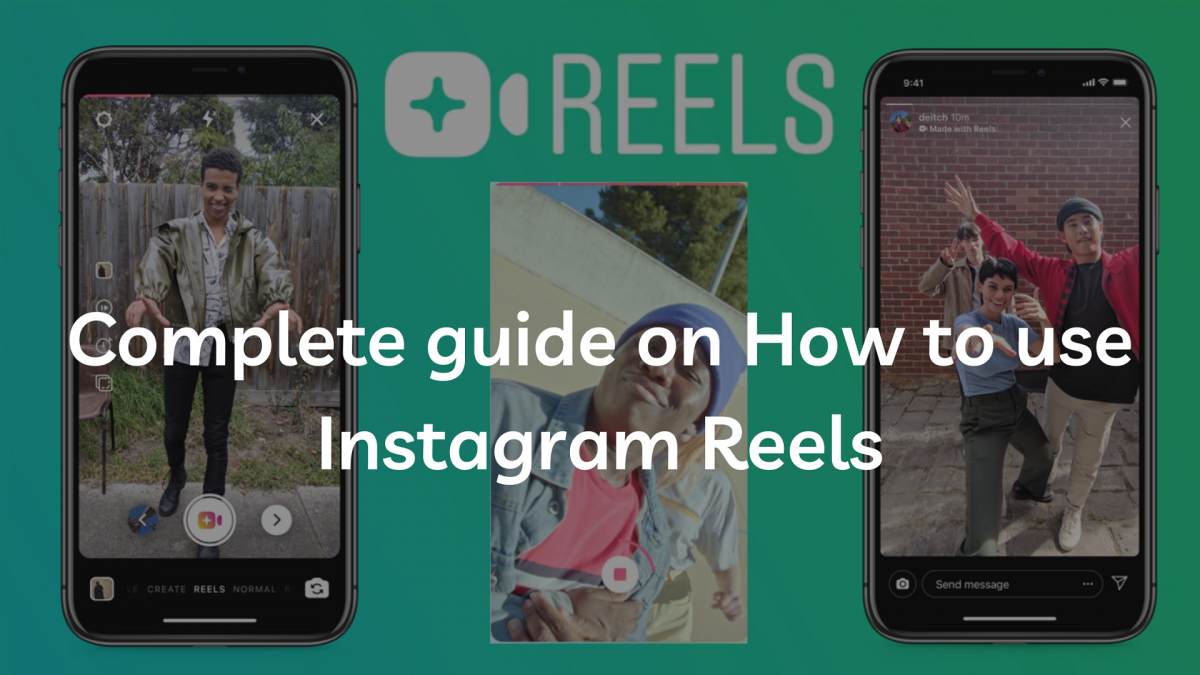 REELS
9:41
deitch 10m
Made with Reels
Complete guide on How to use
Instagram Reels
CREATE REELS NORMAL
Send message